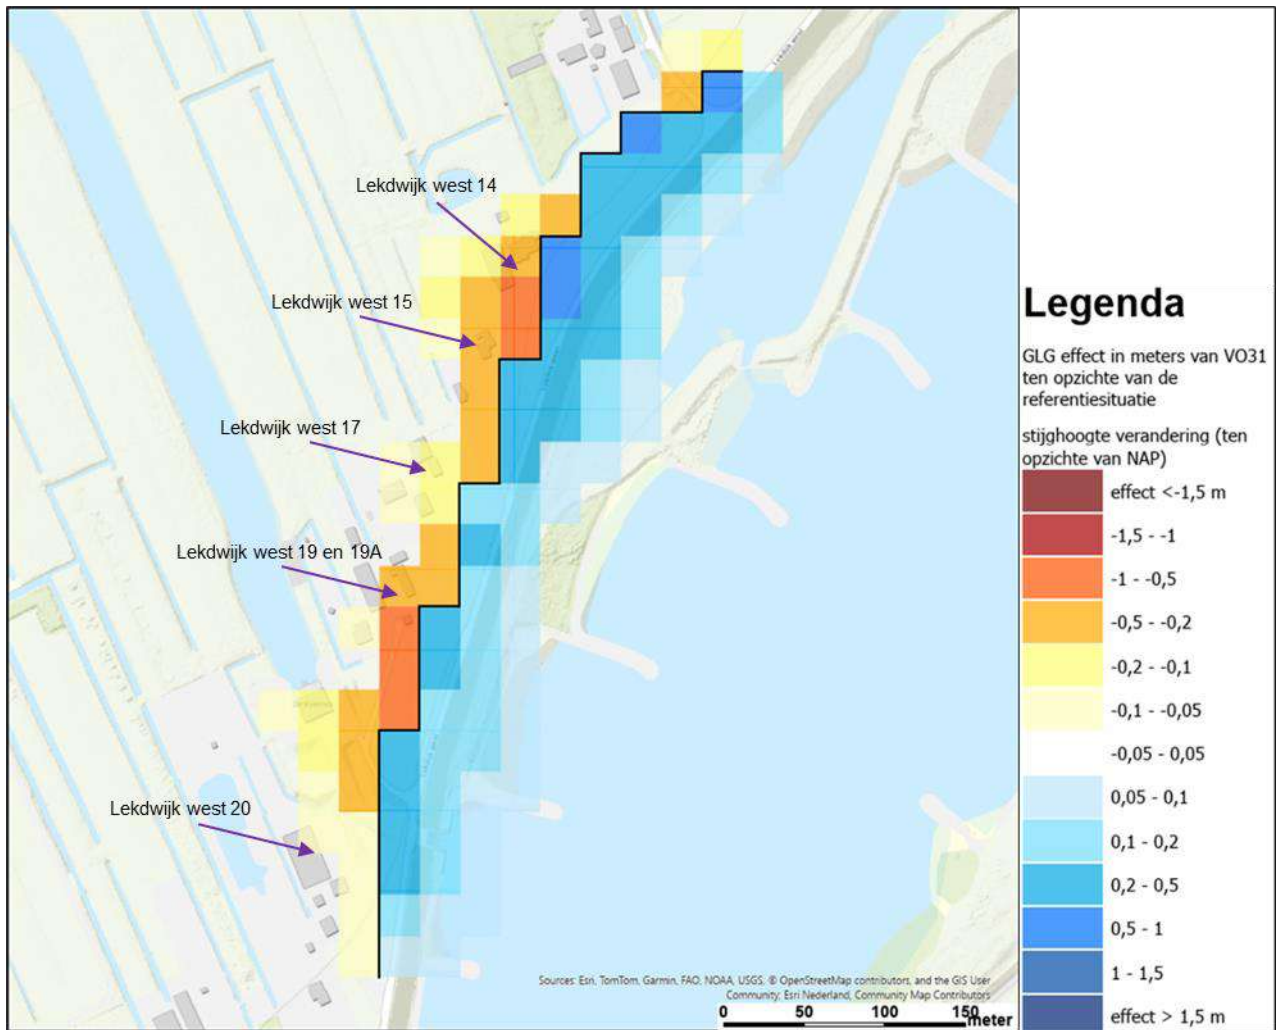 Lekdijk west
Lekdwijk west 14
Lekdwijk west 15
Lekdwijk west 17
Lekdwijk west 19 en 19A
Lekdwijk west 20
Sources: Esri, TomTom, Garmin, FAO, NOAA, USGS, © OpenStreetMap contributors, and the GIS User
Community; Esri Nederland, Community Map Contributors
0 50 100 150
meter
Legenda
GLG effect in meters van VO31
ten opzichte van de
referentiesituatie
stijghoogte verandering (ten
opzichte van NAP)
effect <-1,5 m
-1,5 - -1
-1 - -0,5
-0,5 - -0,2
-0,2 - -0,1
-0,1 - -0,05
-0,05 - 0,05
0,05 - 0,1
0,1 - 0,2
0,2 - 0,5
0,5 - 1
1 - 1,5
effect > 1,5 m